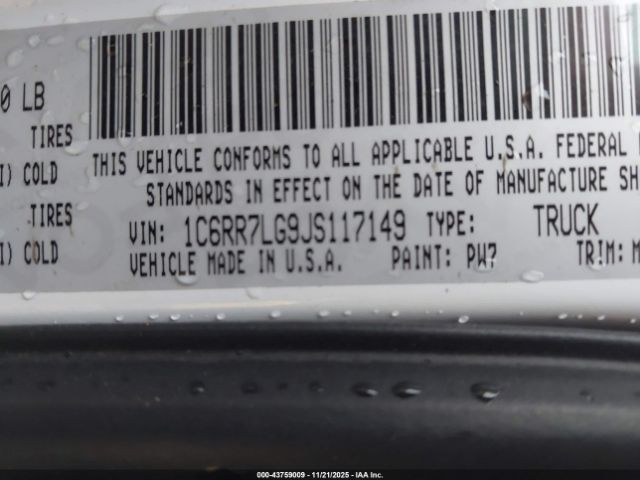 0 LB
TIRES
THIS VEHICLE CONFORMS TO ALL APPLICABLE U.S.A. FEDERAL
I) COLD
STANDARDS IN EFFECT ON THE DATE OF MANUFACTURE SH
TIRES
VIN: 1C6RR7LG9JS117149 TYPE: TRUCK
I) COLD
VEHICLE MADE IN U.S.A. PAINT: PW7 TRIM: M
000-43759009 - 11/21/2025 - IAA Inc.